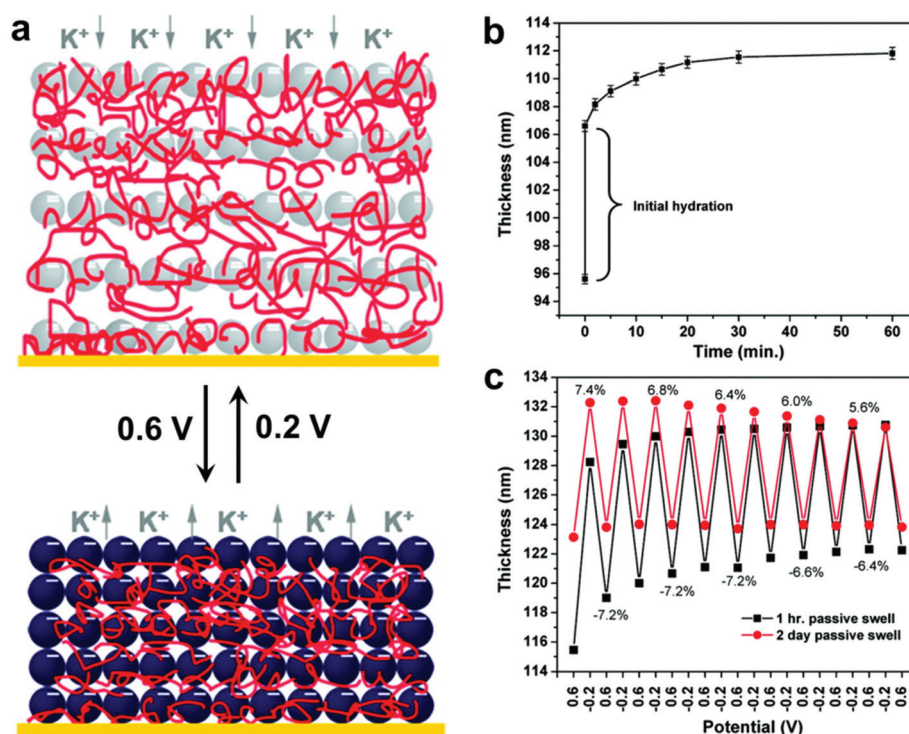 a
K⁺ K⁺ K⁺ K⁺ K⁺
0.6 V
0.2 V
K⁺ K⁺ K⁺ K⁺ K⁺
b
Thickness (nm)
114
112
110
108
106
104
102
100
98
96
94
Initial hydration
0 10 20 30 40 50 60
Time (min.)
c
Thickness (nm)
134
132
130
128
126
124
122
120
118
116
114
7.4%
6.8%
6.4%
6.0%
5.6%
-7.2%
-7.2%
-7.2%
-6.6%
-6.4%
1 hr. passive swell
2 day passive swell
0.6 -0.2 0.6 -0.2 0.6 -0.2 0.6 -0.2 0.6 -0.2 0.6 -0.2 0.6 -0.2 0.6 -0.2 0.6 -0.2 0.6 -0.2 0.6
Potential (V)